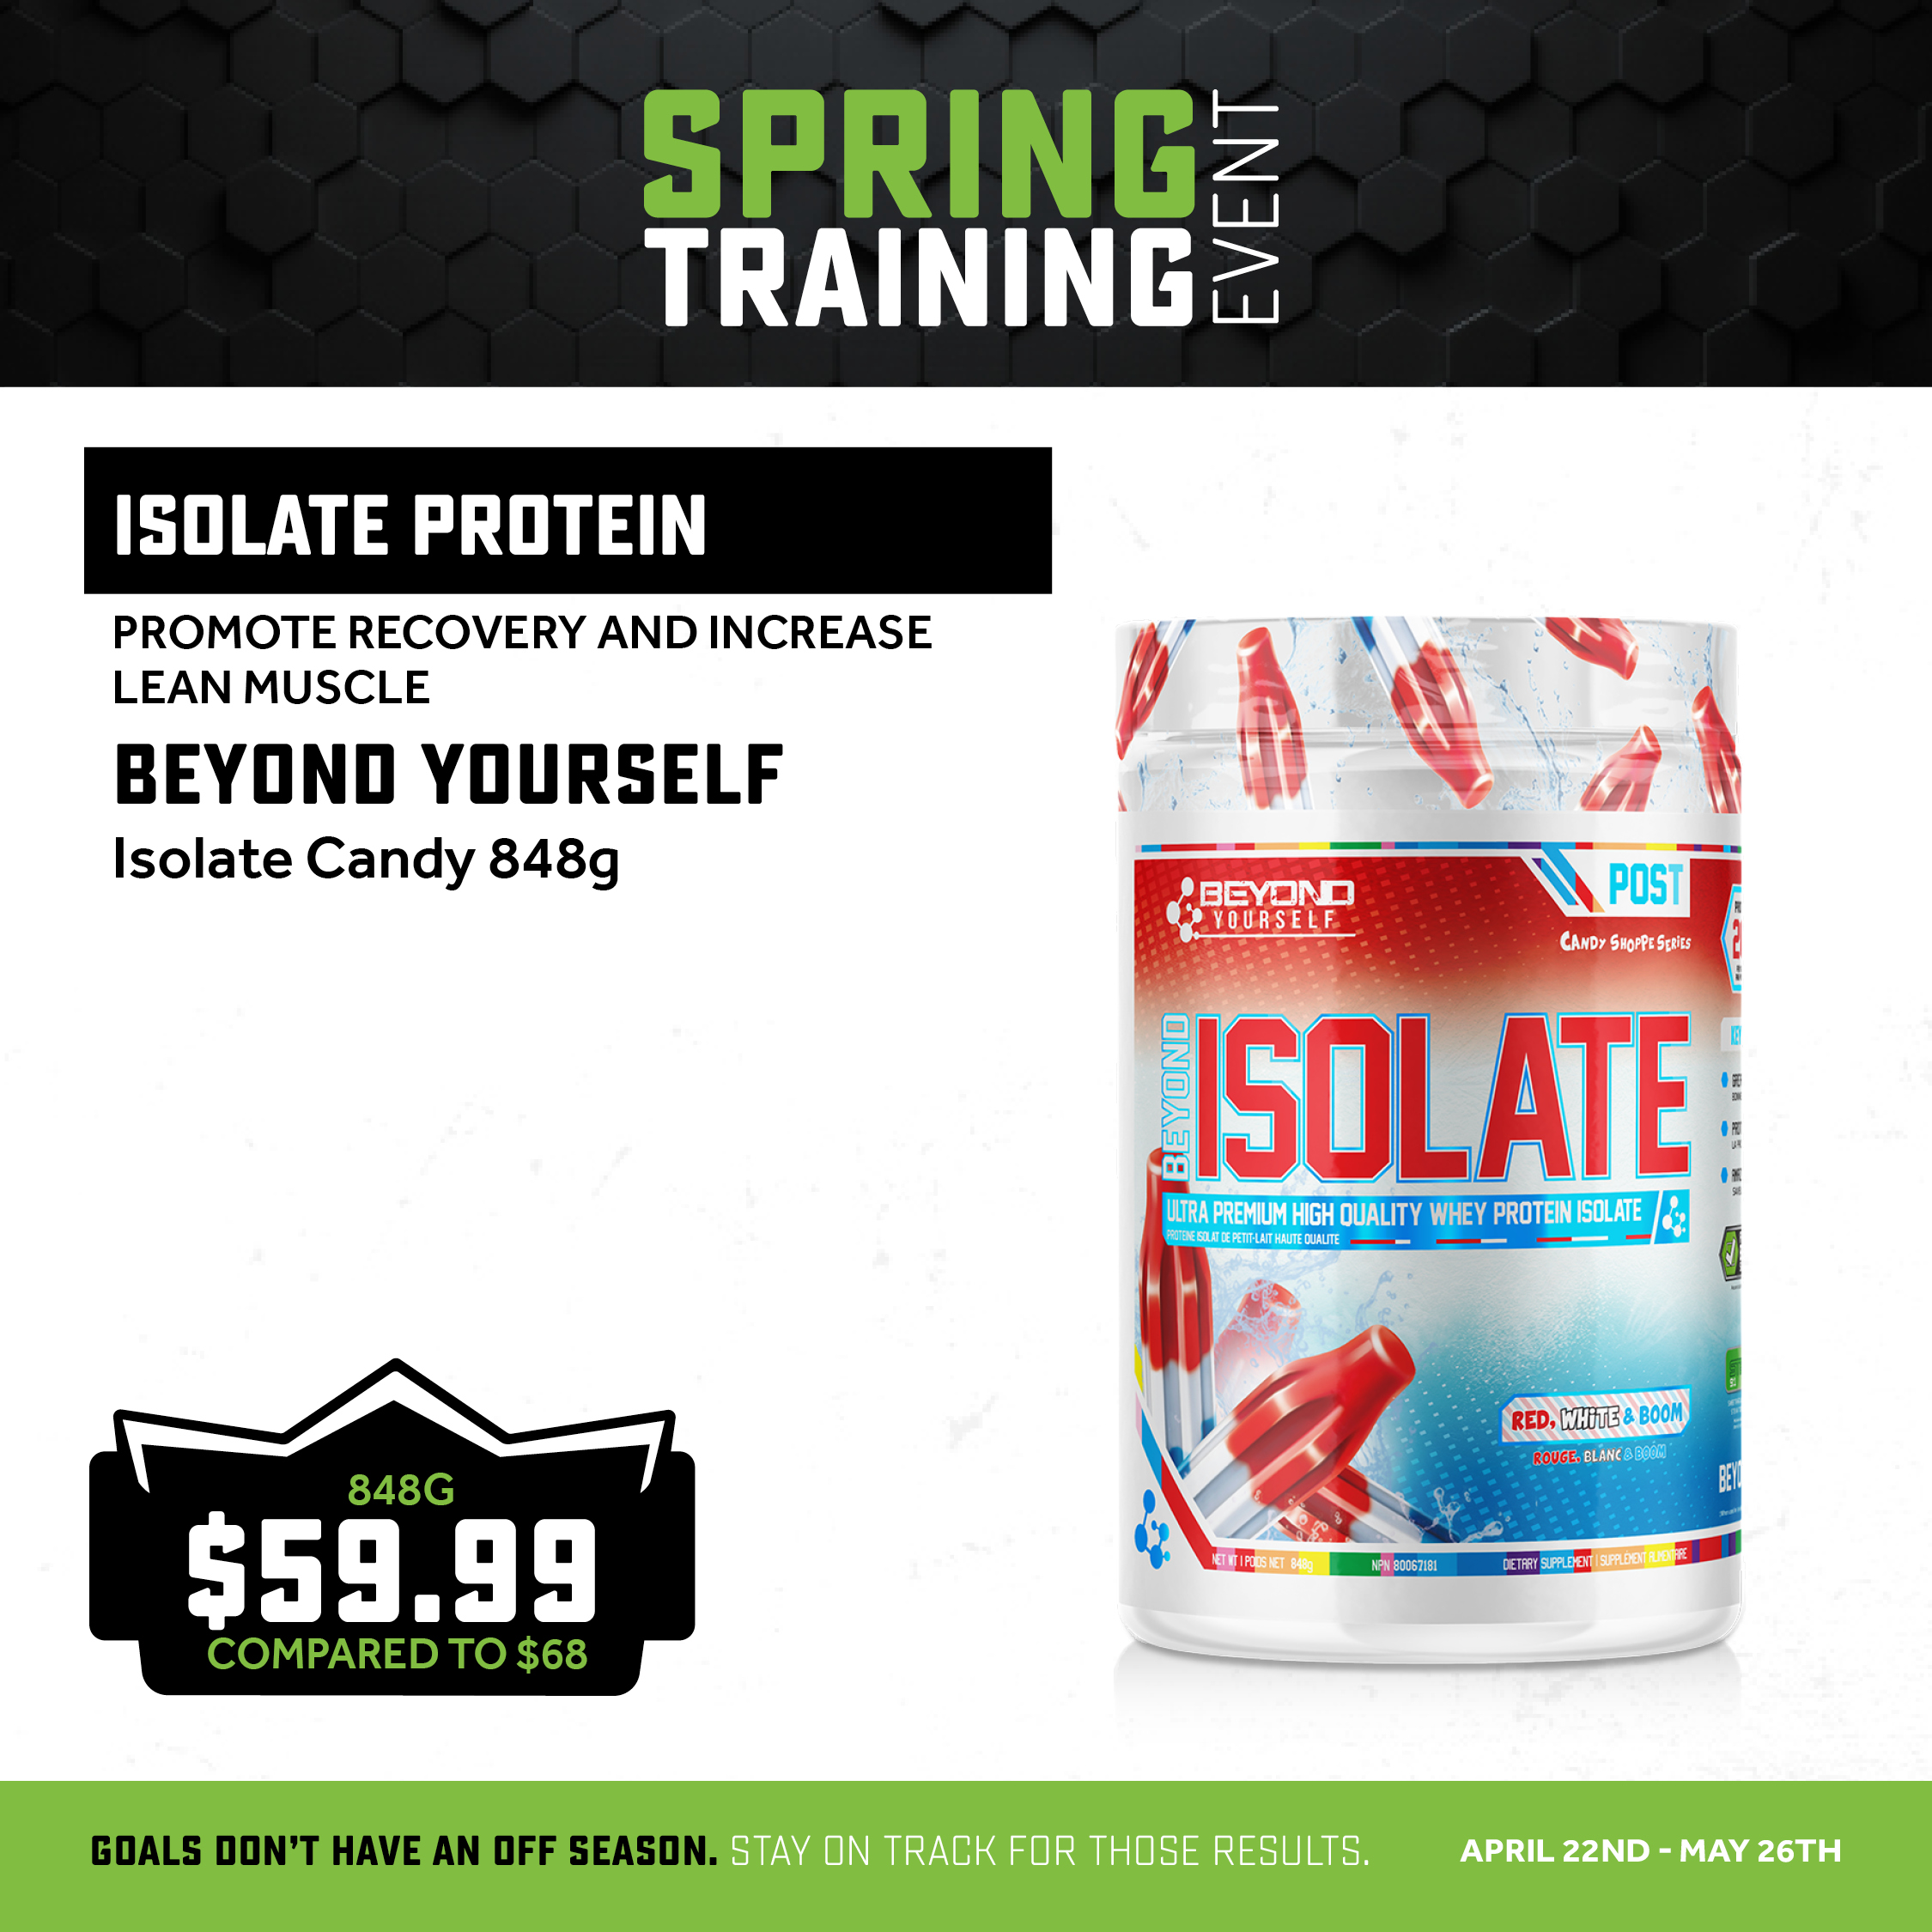 SPRING
TRAINING
EVENT
ISOLATE PROTEIN
PROMOTE RECOVERY AND INCREASE
LEAN MUSCLE
BEYOND YOURSELF
Isolate Candy 848g
BEYOND
YOURSELF
POST
CANDY SHOPPE SERIES
BEYOND
ISOLATE
ULTRA PREMIUM HIGH QUALITY WHEY PROTEIN ISOLATE
PROTEINE ISOLAT DE PETIT-LAIT HAUTE QUALITE
RED, WHITE & BOOM
ROUGE, BLANC & BOOM
NET WT | POIDS NET 848g
NPN 80067181
DIETARY SUPPLEMENT | SUPPLEMENT ALIMENTAIRE
848G
$59.99
COMPARED TO $68
GOALS DON'T HAVE AN OFF SEASON. STAY ON TRACK FOR THOSE RESULTS.
APRIL 22ND - MAY 26TH